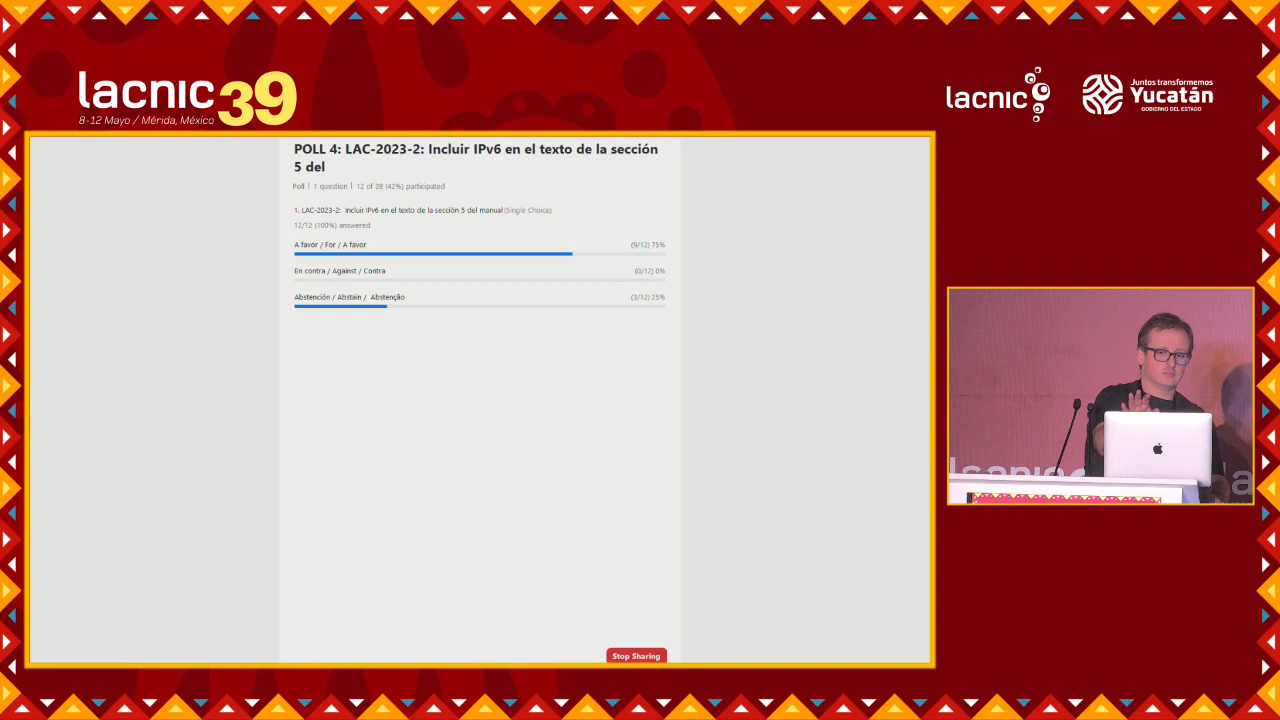 lacnic 39
8-12 Mayo / Mérida, México
lacnic
Juntos transformemos
Yucatán
GOBIERNO DEL ESTADO
POLL 4: LAC-2023-2: Incluir IPv6 en el texto de la sección
5 del
Poll | 1 question | 12 of 28 (42%) participated
1. LAC-2023-2: Incluir IPv6 en el texto de la sección 5 del manual (Single Choice)
12/12 (100%) answered
A favor / For / A favor (9/12) 75%
En contra / Against / Contra (0/12) 0%
Abstención / Abstain / Abstenção (3/12) 25%
Stop Sharing